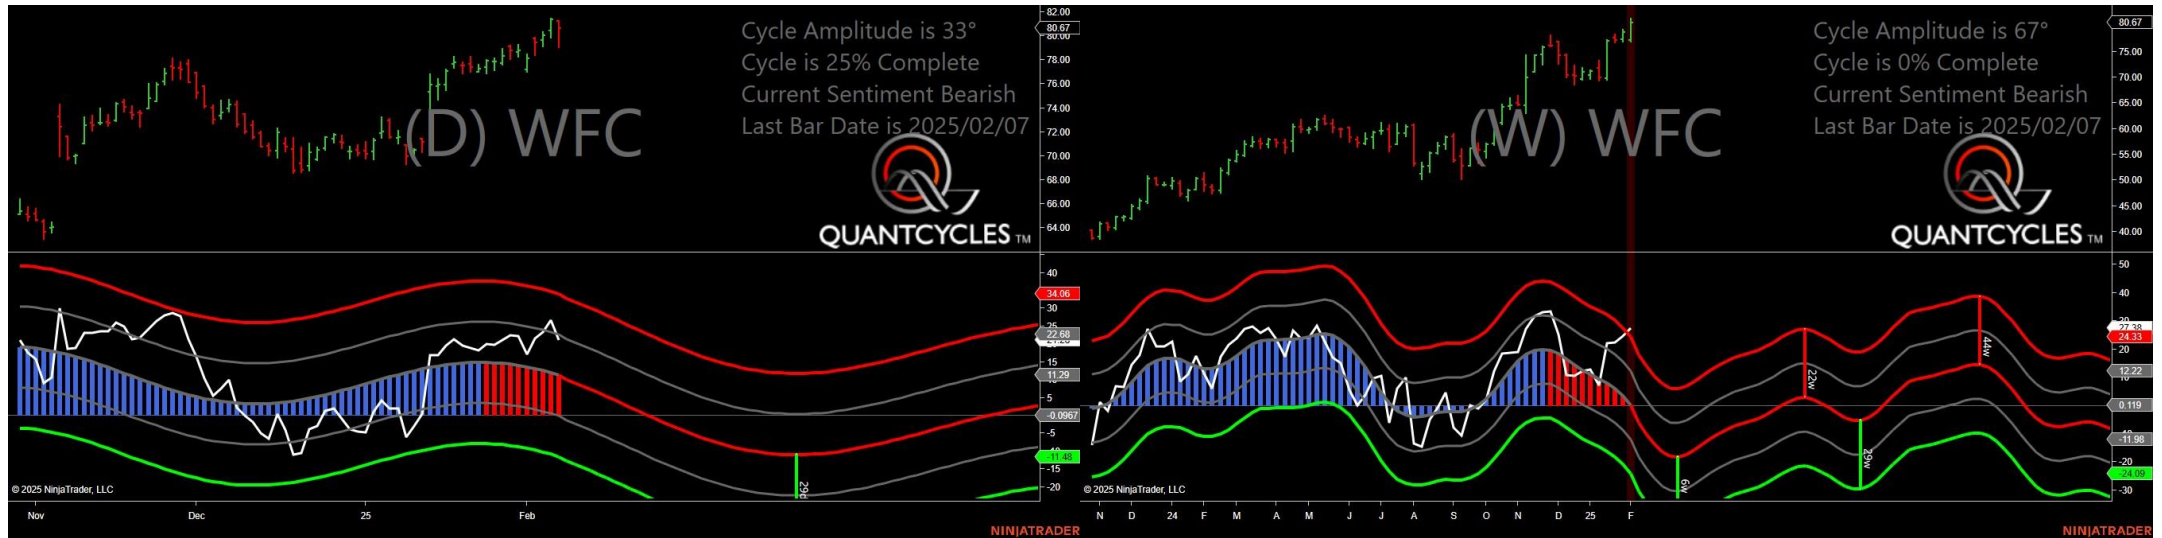 Cycle Amplitude is 33°
Cycle is 25% Complete
Current Sentiment Bearish
Last Bar Date is 2025/02/07
(D) WFC
QUANTCYCLES TM
82.00
80.67
80.00
78.00
76.00
74.00
72.00
70.00
68.00
66.00
64.00
40
34.06
30
25
22.68
15
11.29
5
-0.0967
-5
-11.48
-15
-20
29d
© 2025 NinjaTrader, LLC
Nov Dec 25 Feb
NINJATRADER
Cycle Amplitude is 67°
Cycle is 0% Complete
Current Sentiment Bearish
Last Bar Date is 2025/02/07
(W) WFC
QUANTCYCLES TM
80.67
75.00
70.00
65.00
60.00
55.00
50.00
45.00
40.00
50
40
30
27.38
24.33
20
12.22
10
0.119
-11.98
-20
-24.09
-30
6w
22w
29w
44w
© 2025 NinjaTrader, LLC
N D 24 F M A M J J A S O N D 25 F
NINJATRADER